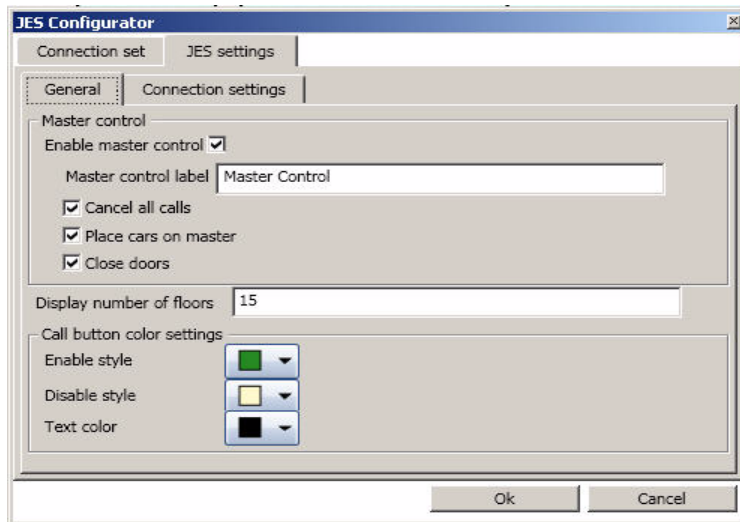 JES Configurator
Connection set JES settings
General Connection settings
Master control
Enable master control
Master control label Master Control
Cancel all calls
Place cars on master
Close doors
Display number of floors 15
Call button color settings
Enable style
Disable style
Text color
Ok Cancel